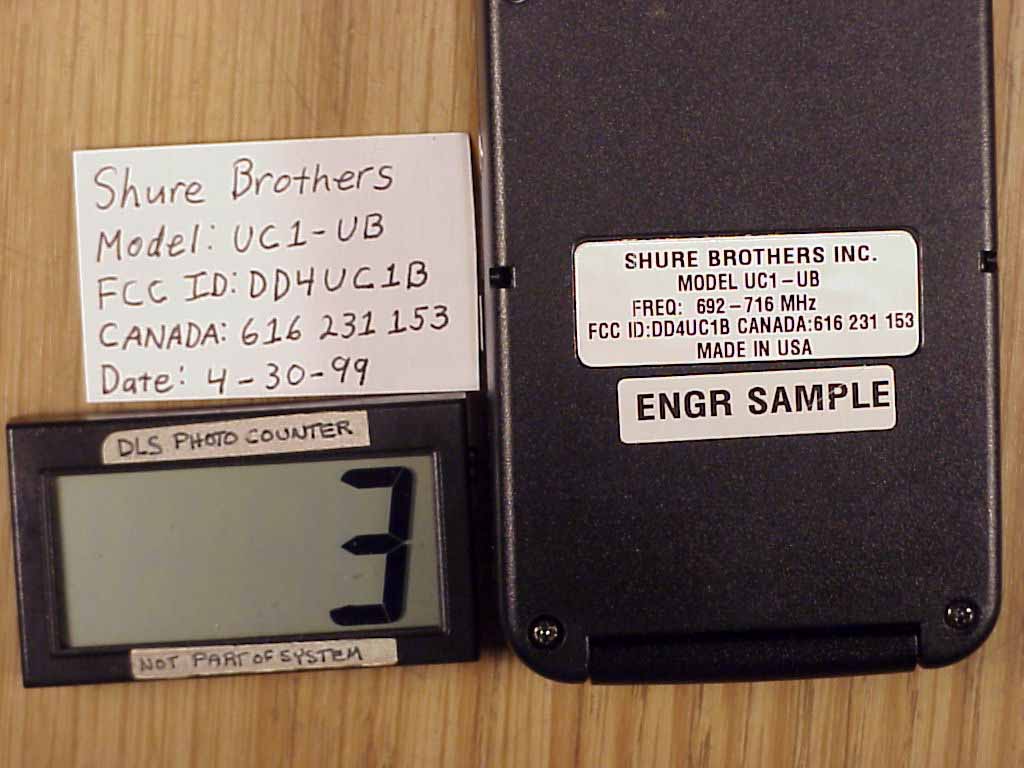 Shure Brothers
Model: UC1-UB
FCC ID: DD4UC1B
CANADA: 616 231 153
Date: 4-30-99
DLS PHOTO COUNTER
3
NOT PART OF SYSTEM
SHURE BROTHERS INC.
MODEL UC1-UB
FREQ: 692-716 MHz
FCC ID:DD4UC1B CANADA:616 231 153
MADE IN USA
ENGR SAMPLE